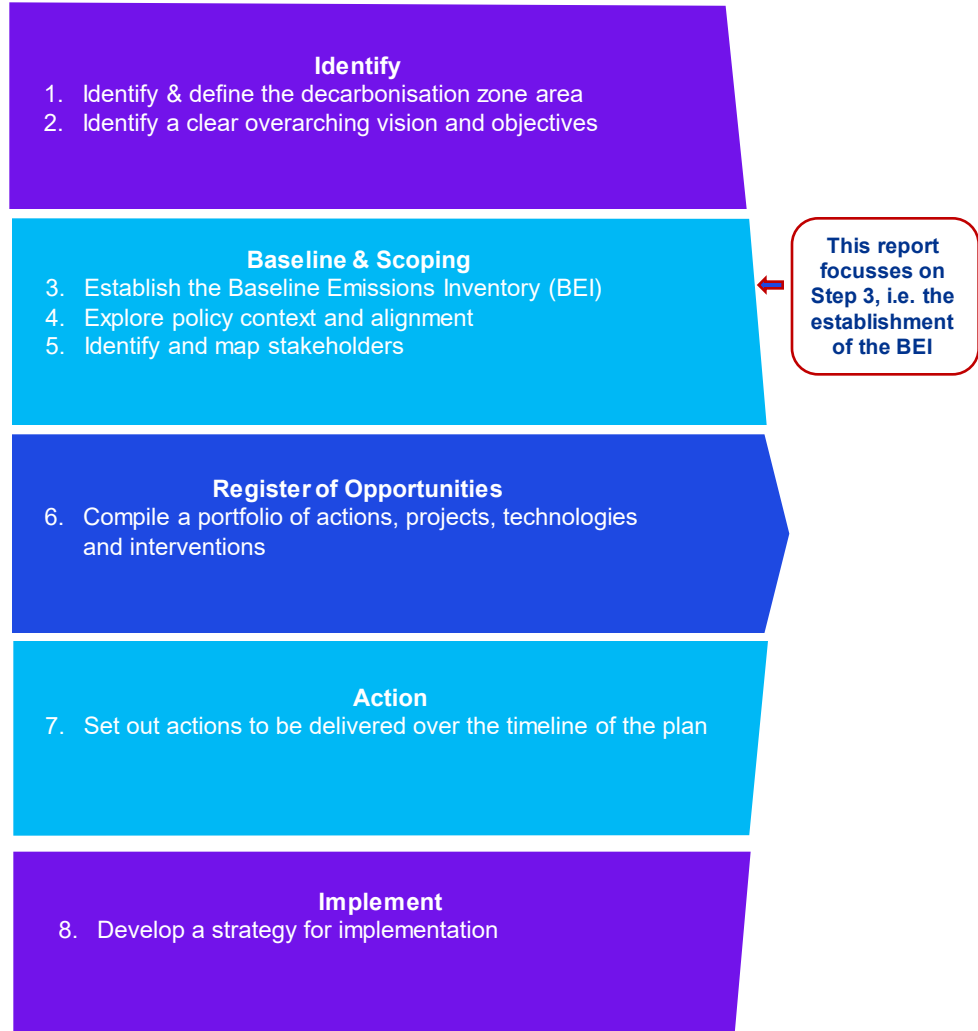 Identify
1. Identify & define the decarbonisation zone area
2. Identify a clear overarching vision and objectives
Baseline & Scoping
3. Establish the Baseline Emissions Inventory (BEI)
4. Explore policy context and alignment
5. Identify and map stakeholders
This report
focusses on
Step 3, i.e. the
establishment
of the BEI
Register of Opportunities
6. Compile a portfolio of actions, projects, technologies
and interventions
Action
7. Set out actions to be delivered over the timeline of the plan
Implement
8. Develop a strategy for implementation